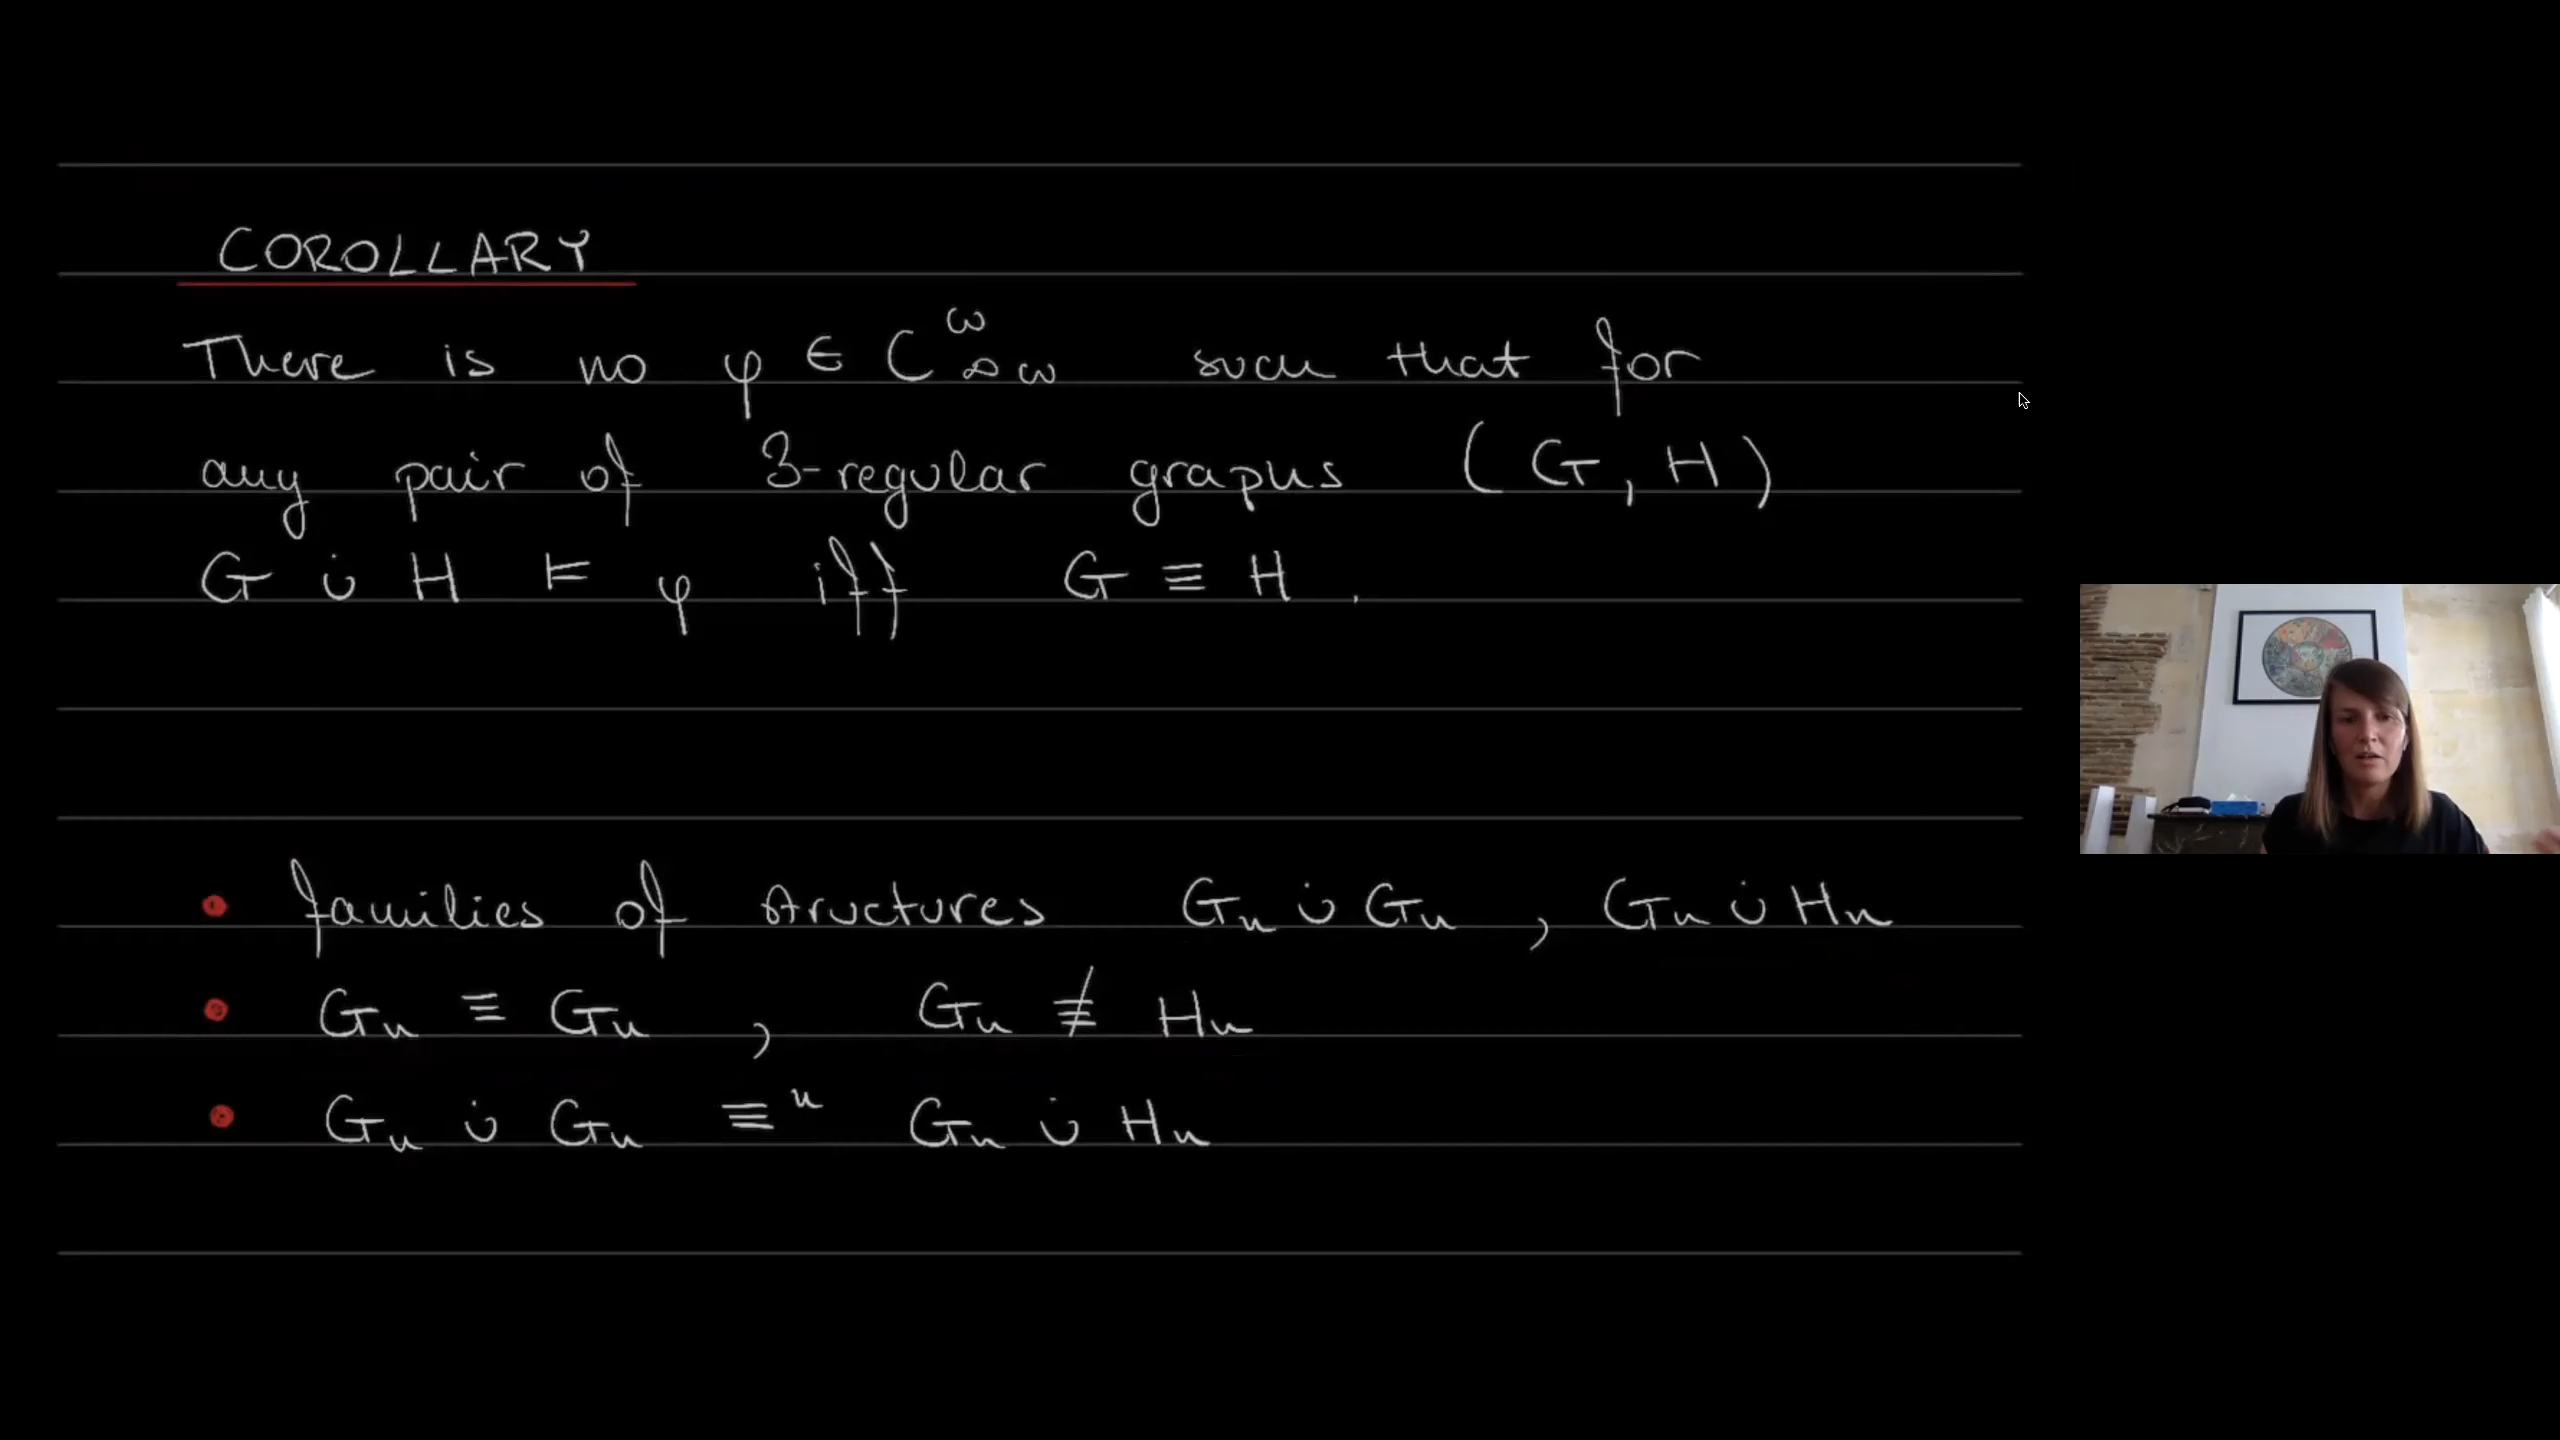 COROLLARY
There is no φ ∈ C^ω_∞ω such that for
any pair of 3-regular graphs (G, H)
G ⊍ H ⊨ φ iff G ≡ H .
• families of structures Gₙ ⊍ Gₙ , Gₙ ⊍ Hₙ
• Gₙ ≡ Gₙ , Gₙ ≢ Hₙ
• Gₙ ⊍ Gₙ ≡ⁿ Gₙ ⊍ Hₙ